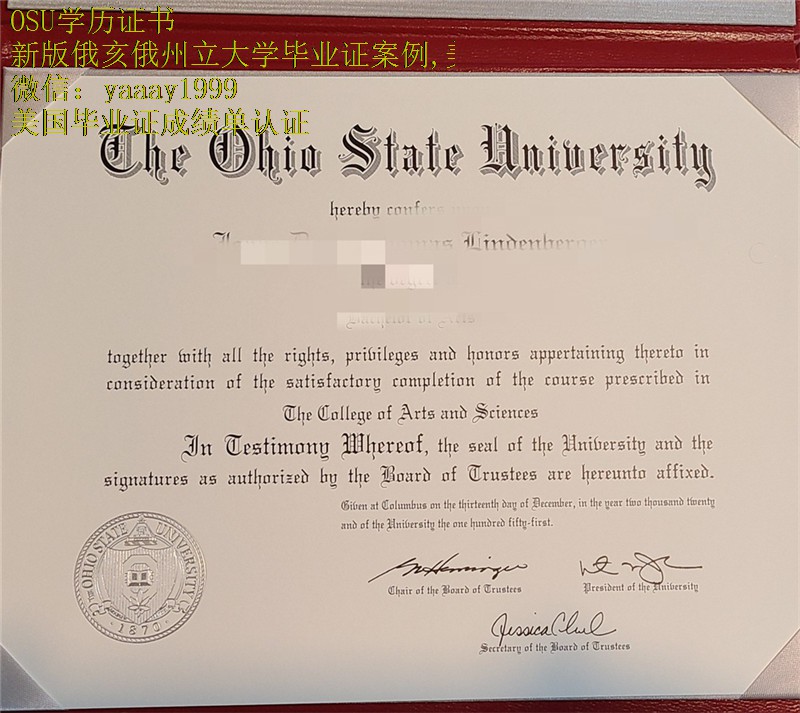 OSU学历证书
新版俄亥俄州立大学毕业证案例,
微信: yaaay1999
美国毕业证成绩单认证
The Ohio State University
hereby confers
Lindenberger
Bachelor of Arts
together with all the rights, privileges and honors appertaining thereto in
consideration of the satisfactory completion of the course prescribed in
The College of Arts and Sciences
In Testimony Whereof, the seal of the University and the
signatures as authorized by the Board of Trustees are hereunto affixed.
Given at Columbus on the thirteenth day of December, in the year two thousand twenty
and of the University the one hundred fifty-first.
Chair of the Board of Trustees
President of the University
Jessica
Secretary of the Board of Trustees
THE OHIO STATE UNIVERSITY
1870